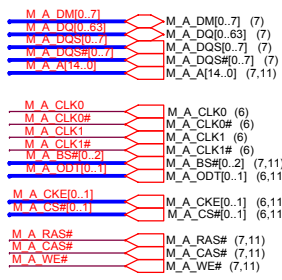 M_A_DM[0..7] M_A_DM[0..7] (7)
M_A_DQ[0..63] M_A_DQ[0..63] (7)
M_A_DQS[0..7] M_A_DQS[0..7] (7)
M_A_DQS#[0..7] M_A_DQS#[0..7] (7)
M_A_A[14..0] M_A_A[14..0] (7,11)
M_A_CLK0 M_A_CLK0 (6)
M_A_CLK0# M_A_CLK0# (6)
M_A_CLK1 M_A_CLK1 (6)
M_A_CLK1# M_A_CLK1# (6)
M_A_BS#[0..2] M_A_BS#[0..2] (7,11)
M_A_ODT[0..1] M_A_ODT[0..1] (6,11
M_A_CKE[0..1] M_A_CKE[0..1] (6,11
M_A_CS#[0..1] M_A_CS#[0..1] (6,11
M_A_RAS# M_A_RAS# (7,11)
M_A_CAS# M_A_CAS# (7,11)
M_A_WE# M_A_WE# (7,11)